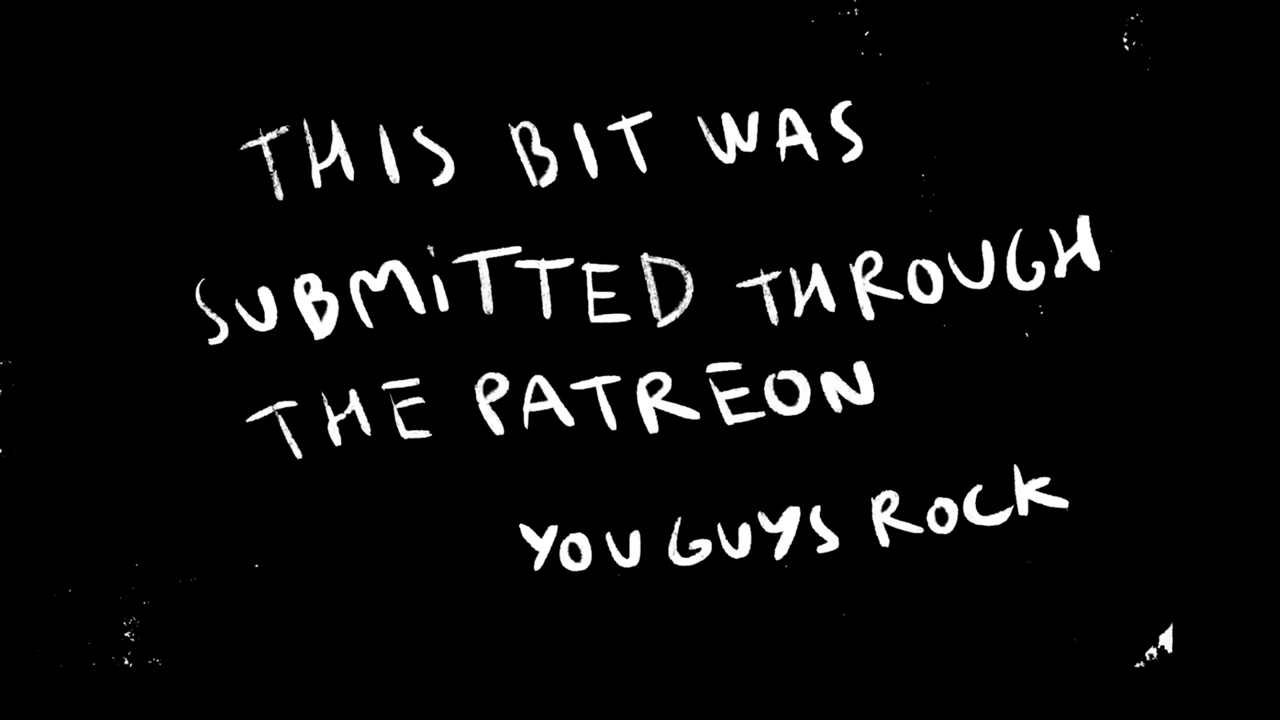 THIS BIT WAS
SUBMiTTED THROUGH
THE PATREON
YOU GUYS ROCK